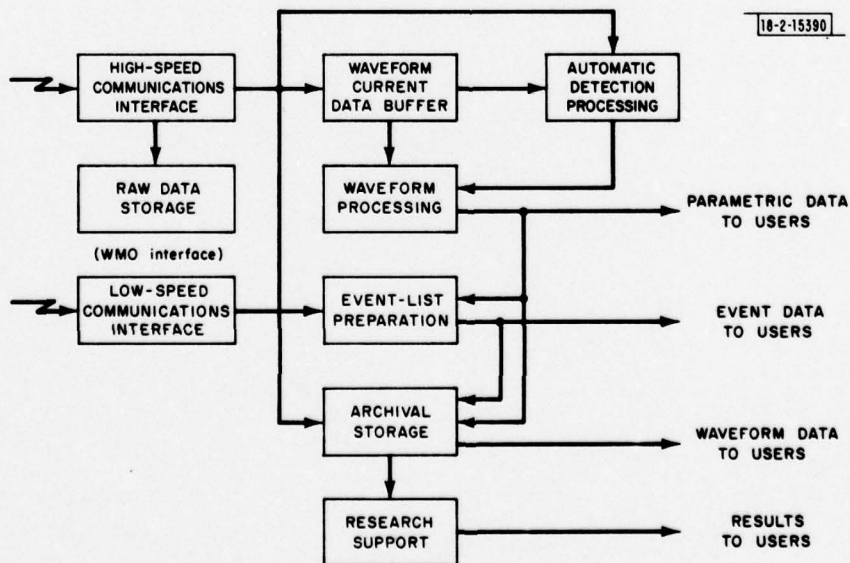 18-2-15390
HIGH-SPEED
COMMUNICATIONS
INTERFACE
WAVEFORM
CURRENT
DATA BUFFER
AUTOMATIC
DETECTION
PROCESSING
RAW DATA
STORAGE
WAVEFORM
PROCESSING
PARAMETRIC DATA
TO USERS
(WMO interface)
LOW-SPEED
COMMUNICATIONS
INTERFACE
EVENT-LIST
PREPARATION
EVENT DATA
TO USERS
ARCHIVAL
STORAGE
WAVEFORM DATA
TO USERS
RESEARCH
SUPPORT
RESULTS
TO USERS